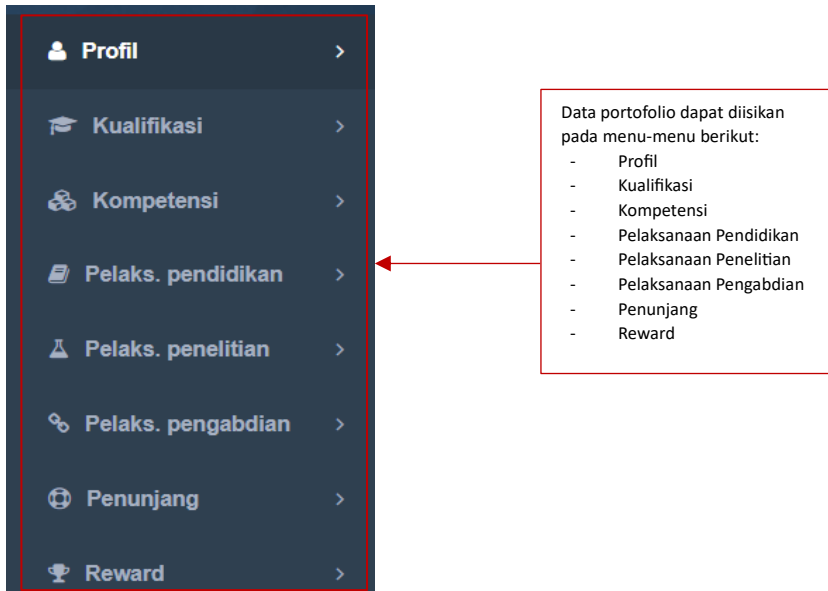 Profil
Kualifikasi
Kompetensi
Pelaks. pendidikan
Pelaks. penelitian
Pelaks. pengabdian
Penunjang
Reward
Data portofolio dapat diisikan
pada menu-menu berikut:
- Profil
- Kualifikasi
- Kompetensi
- Pelaksanaan Pendidikan
- Pelaksanaan Penelitian
- Pelaksanaan Pengabdian
- Penunjang
- Reward